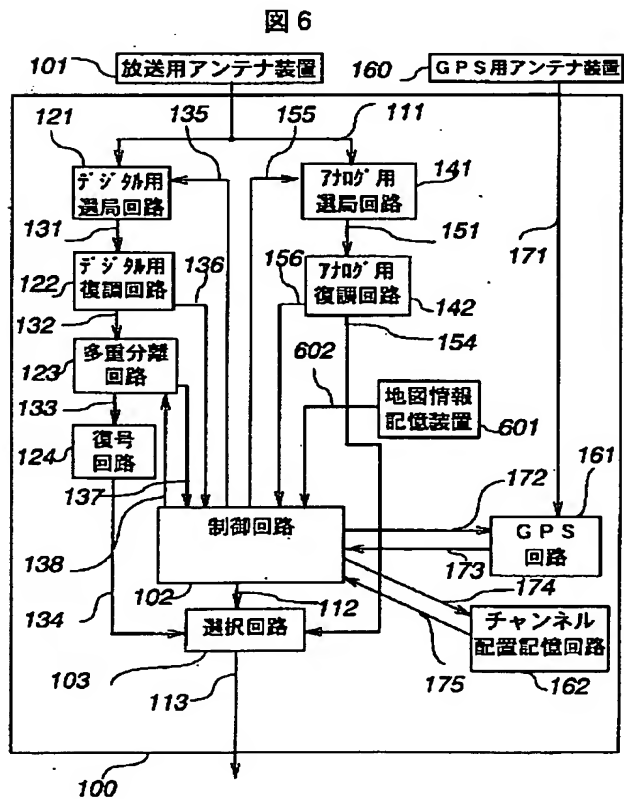 図6
101
放送用アンテナ装置
160
GPS用アンテナ装置
121
135
155
111
デジタル用
選局回路
アナログ用
選局回路
141
131
151
171
デジタル用
復調回路
122
136
156
アナログ用
復調回路
142
132
154
多重分離
回路
123
602
地図情報
記憶装置
601
133
復号
回路
124
137
161
172
制御回路
GPS
回路
138
173
174
102
112
134
選択回路
チャンネル
配置記憶回路
103
175
162
113
100